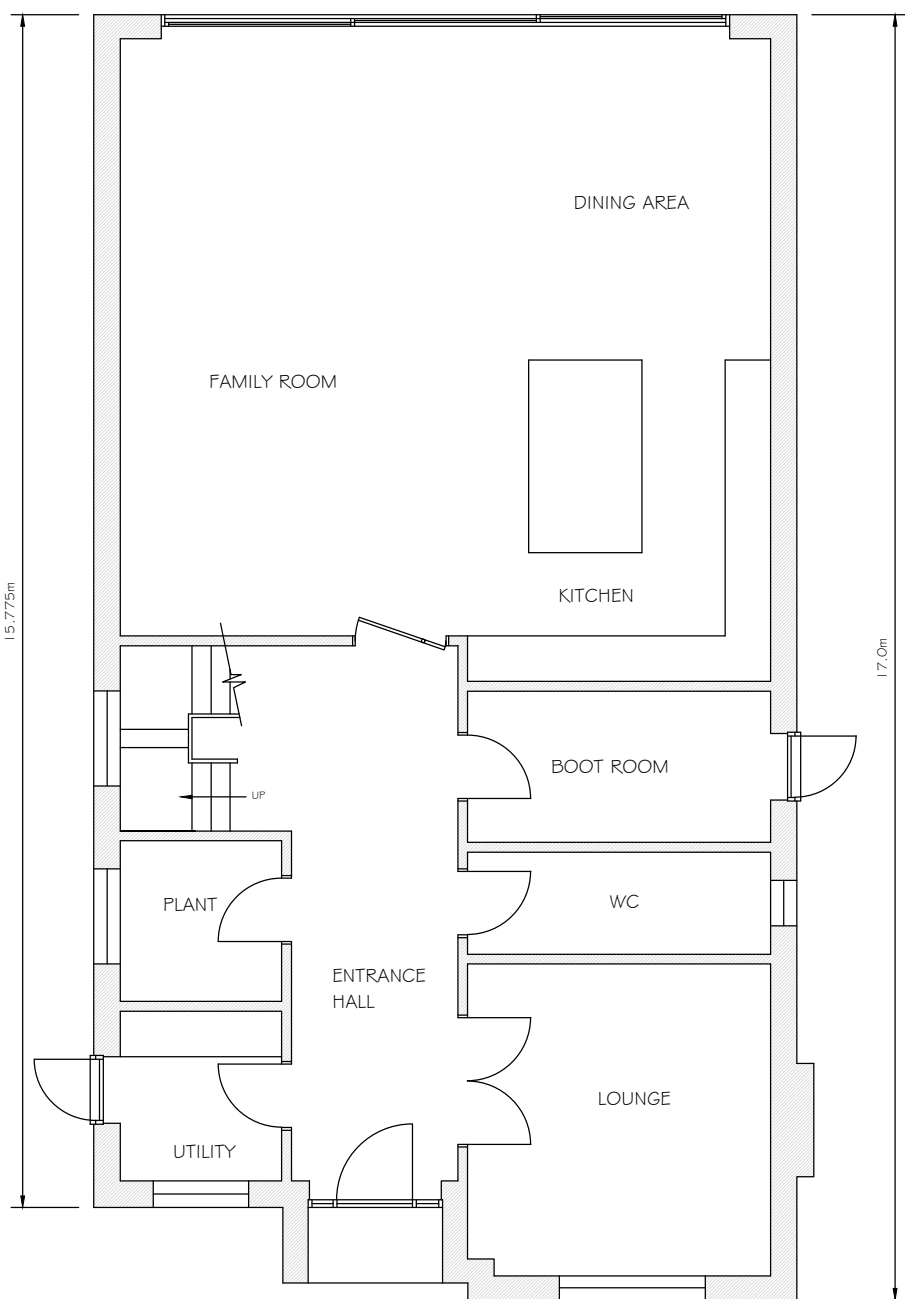 DINING AREA
FAMILY ROOM
KITCHEN
15.775m
17.0m
BOOT ROOM
UP
PLANT
WC
ENTRANCE
HALL
LOUNGE
UTILITY